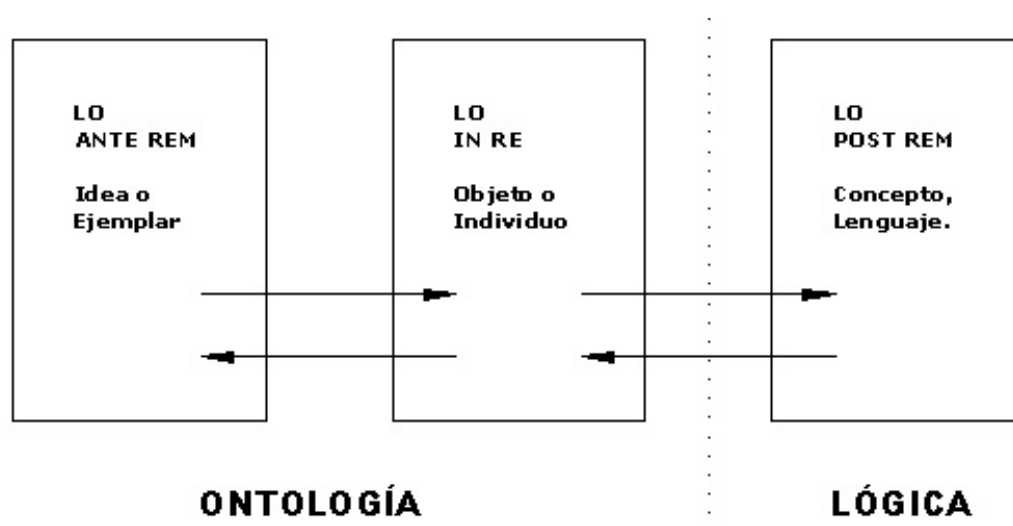 LO
ANTE REM
Idea o
Ejemplar
LO
IN RE
Objeto o
Individuo
LO
POST REM
Concepto,
Lenguaje.
ONTOLOGÍA
LÓGICA